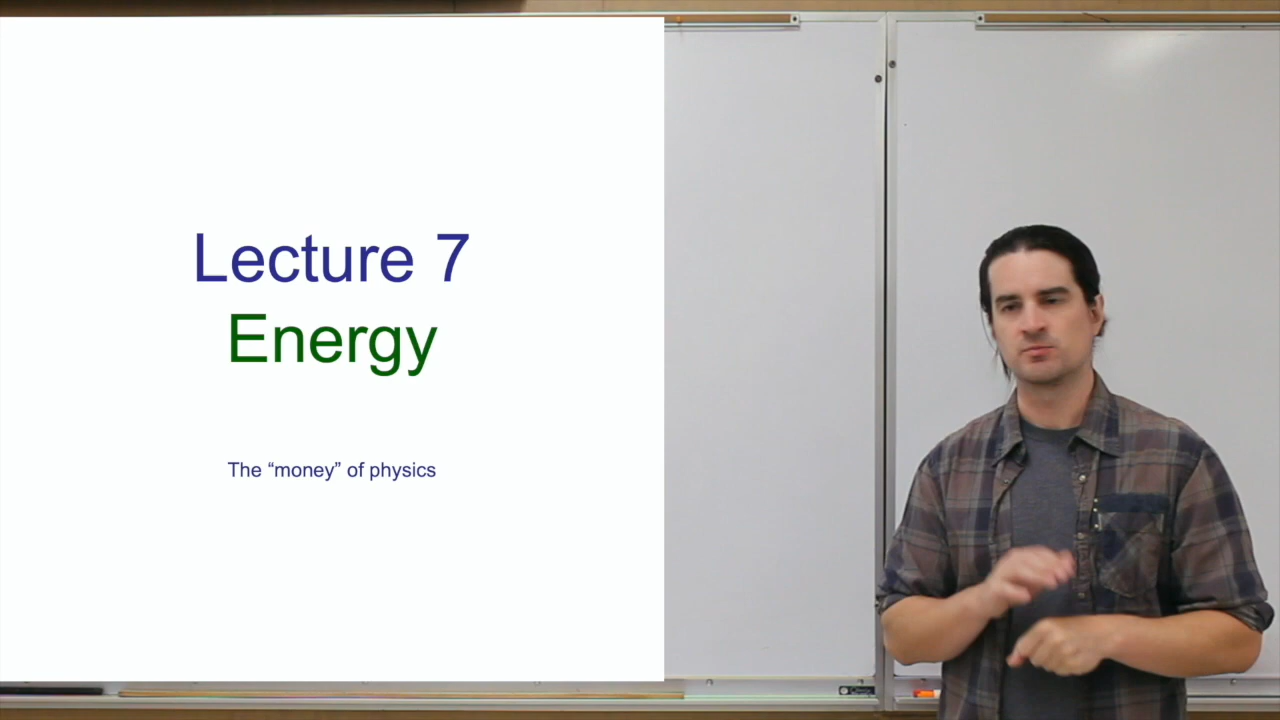 Lecture 7
Energy
The “money” of physics